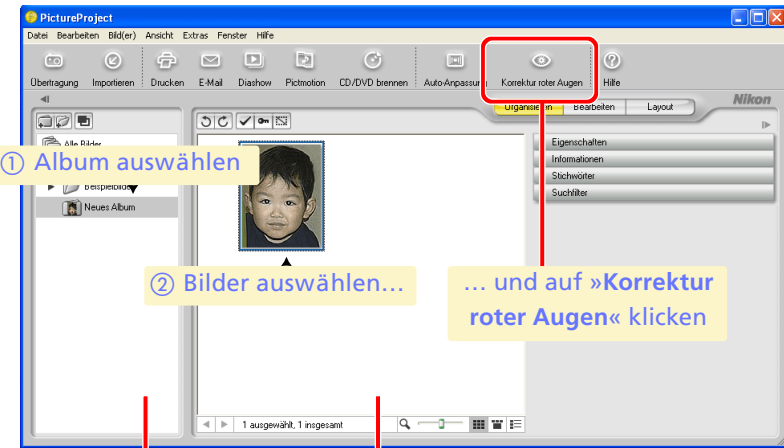 PictureProject
Datei Bearbeiten Bild(er) Ansicht Extras Fenster Hilfe
Übertragung Importieren Drucken E-Mail Diashow Pictmotion CD/DVD brennen Auto-Anpassung Korrektur roter Augen Hilfe
Nikon
Organisieren Bearbeiten Layout
Alle Bilder
① Album auswählen
Beispielbilder
Neues Album
Eigenschaften
Informationen
Stichwörter
Suchfilter
② Bilder auswählen…
… und auf »Korrektur
roter Augen« klicken
1 ausgewählt, 1 insgesamt